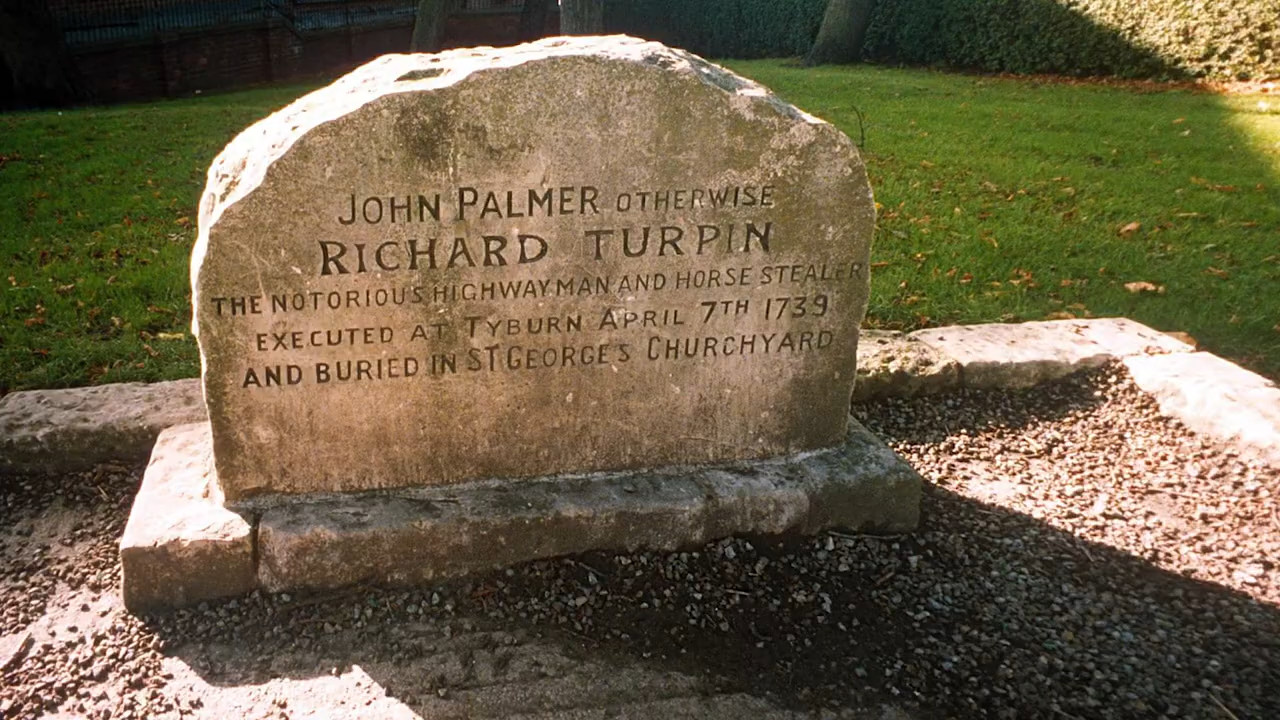 JOHN PALMER OTHERWISE
RICHARD TURPIN
THE NOTORIOUS HIGHWAYMAN AND HORSE STEALER
EXECUTED AT TYBURN APRIL 7TH 1739
AND BURIED IN ST GEORGE'S CHURCHYARD